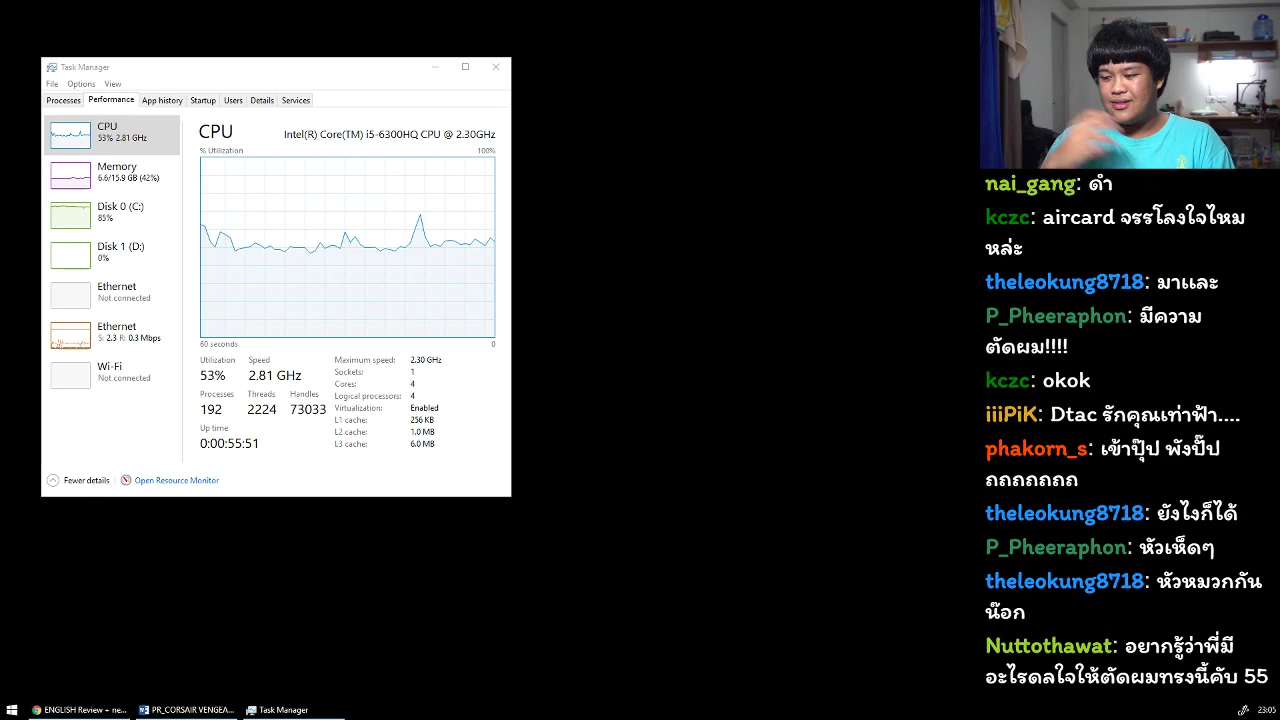 Task Manager
File Options View
Processes Performance App history Startup Users Details Services
CPU
53% 2.81 GHz
Memory
6.6/15.9 GB (42%)
Disk 0 (C:)
85%
Disk 1 (D:)
0%
Ethernet
Not connected
Ethernet
S: 2.3 R: 0.3 Mbps
Wi-Fi
Not connected
CPU Intel(R) Core(TM) i5-6300HQ CPU @ 2.30GHz
% Utilization 100%
60 seconds 0
Utilization Speed
53% 2.81 GHz
Processes Threads Handles
192 2224 73033
Up time
0:00:55:51
Maximum speed: 2.30 GHz
Sockets: 1
Cores: 4
Logical processors: 4
Virtualization: Enabled
L1 cache: 256 KB
L2 cache: 1.0 MB
L3 cache: 6.0 MB
Fewer details Open Resource Monitor
nai_gang: ดำ
kczc: aircard จรรโลงใจไหม
หล่ะ
theleokung8718: มาและ
P_Pheeraphon: มีความ
ตัดผม!!!!
kczc: okok
iiiPiK: Dtac รักคุณเท่าฟ้า....
phakorn_s: เข้าปุ๊ป พังปั๊ป
ถถถถถถถ
theleokung8718: ยังไงก็ได้
P_Pheeraphon: หัวเห็ดๆ
theleokung8718: หัวหมวกกัน
น๊อก
Nuttothawat: อยากรู้ว่าพี่มี
อะไรดลใจให้ตัดผมทรงนี้คับ 55
ENGLISH Review + ne... PR_CORSAIR VENGEA... Task Manager 23:05